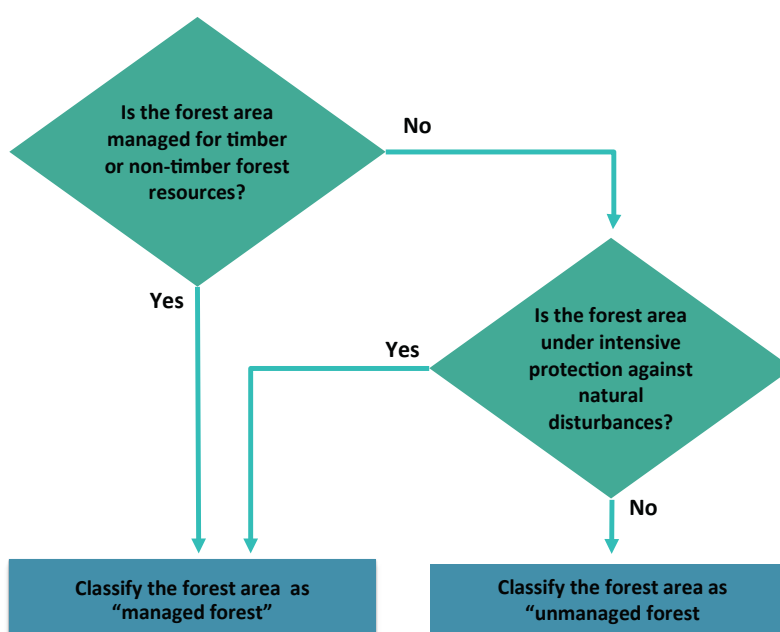 Is the forest area
managed for timber
or non-timber forest
resources?
No
Yes
Is the forest area
under intensive
protection against
natural
disturbances?
Yes
No
Classify the forest area as
“managed forest”
Classify the forest area as
“unmanaged forest